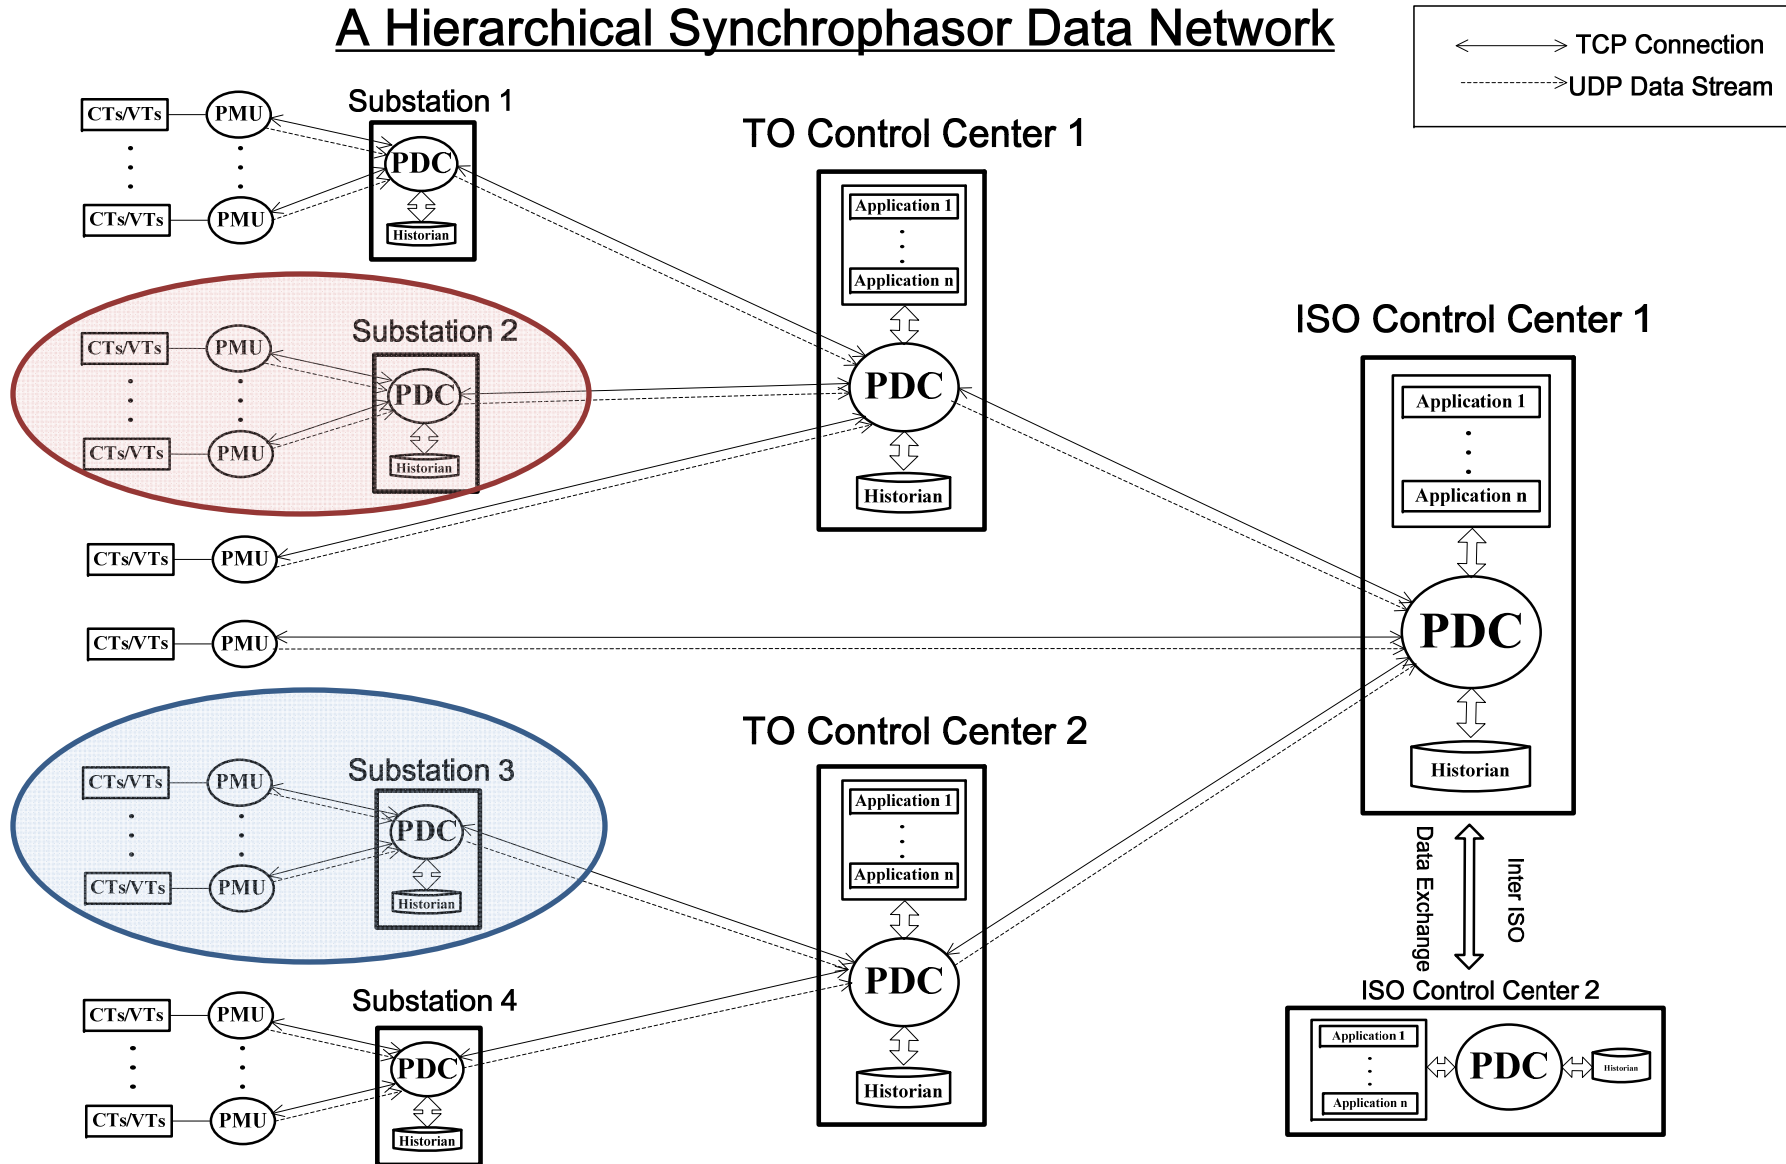 A Hierarchical Synchrophasor Data Network
TCP Connection
UDP Data Stream
Substation 1
CTs/VTs
PMU
PDC
CTs/VTs
PMU
Historian
Substation 2
CTs/VTs
PMU
PDC
CTs/VTs
PMU
Historian
CTs/VTs
PMU
CTs/VTs
PMU
Substation 3
CTs/VTs
PMU
PDC
CTs/VTs
PMU
Historian
Substation 4
CTs/VTs
PMU
PDC
CTs/VTs
PMU
Historian
TO Control Center 1
Application 1
Application n
PDC
Historian
TO Control Center 2
Application 1
Application n
PDC
Historian
ISO Control Center 1
Application 1
Application n
PDC
Historian
Inter ISO
Data Exchange
ISO Control Center 2
Application 1
Application n
PDC
Historian